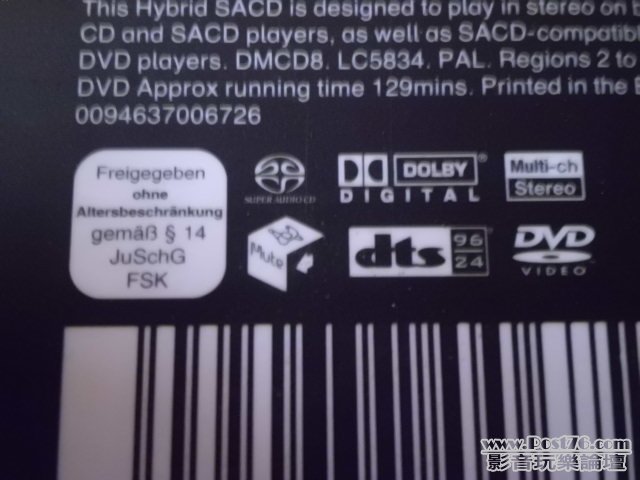 This Hybrid SACD is designed to play in stereo on
CD and SACD players, as well as SACD-compatib
DVD players. DMCD8. LC5834. PAL. Regions 2 to
DVD Approx running time 129mins. Printed in the E
0094637006726
Freigegeben
ohne
Altersbeschränkung
gemäß § 14
JuSchG
FSK
SUPER AUDIO CD
DOLBY
DIGITAL
Multi-ch
Stereo
Mute
dts 96
24
DVD
VIDEO
www.Post76.com
影音玩樂論壇